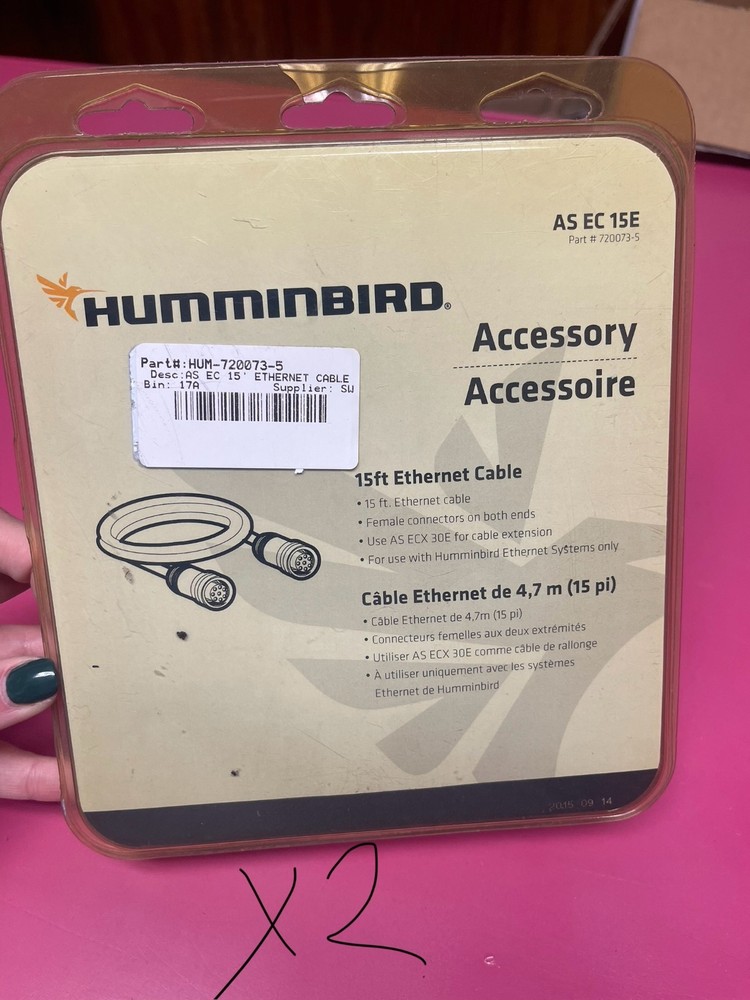 AS EC 15E
Part # 720073-5
HUMMINBIRD®
Accessory
Accessoire
Part#:HUM-720073-5
Desc:AS EC 15' ETHERNET CABLE
Bin: 17A Supplier: SW
15ft Ethernet Cable
• 15 ft. Ethernet cable
• Female connectors on both ends
• Use AS ECX 30E for cable extension
• For use with Humminbird Ethernet Systems only
Câble Ethernet de 4,7 m (15 pi)
• Câble Ethernet de 4,7m (15 pi)
• Connecteurs femelles aux deux extrémités
• Utiliser AS ECX 30E comme câble de rallonge
• À utiliser uniquement avec les systèmes
Ethernet de Humminbird
2015 09 14
X2